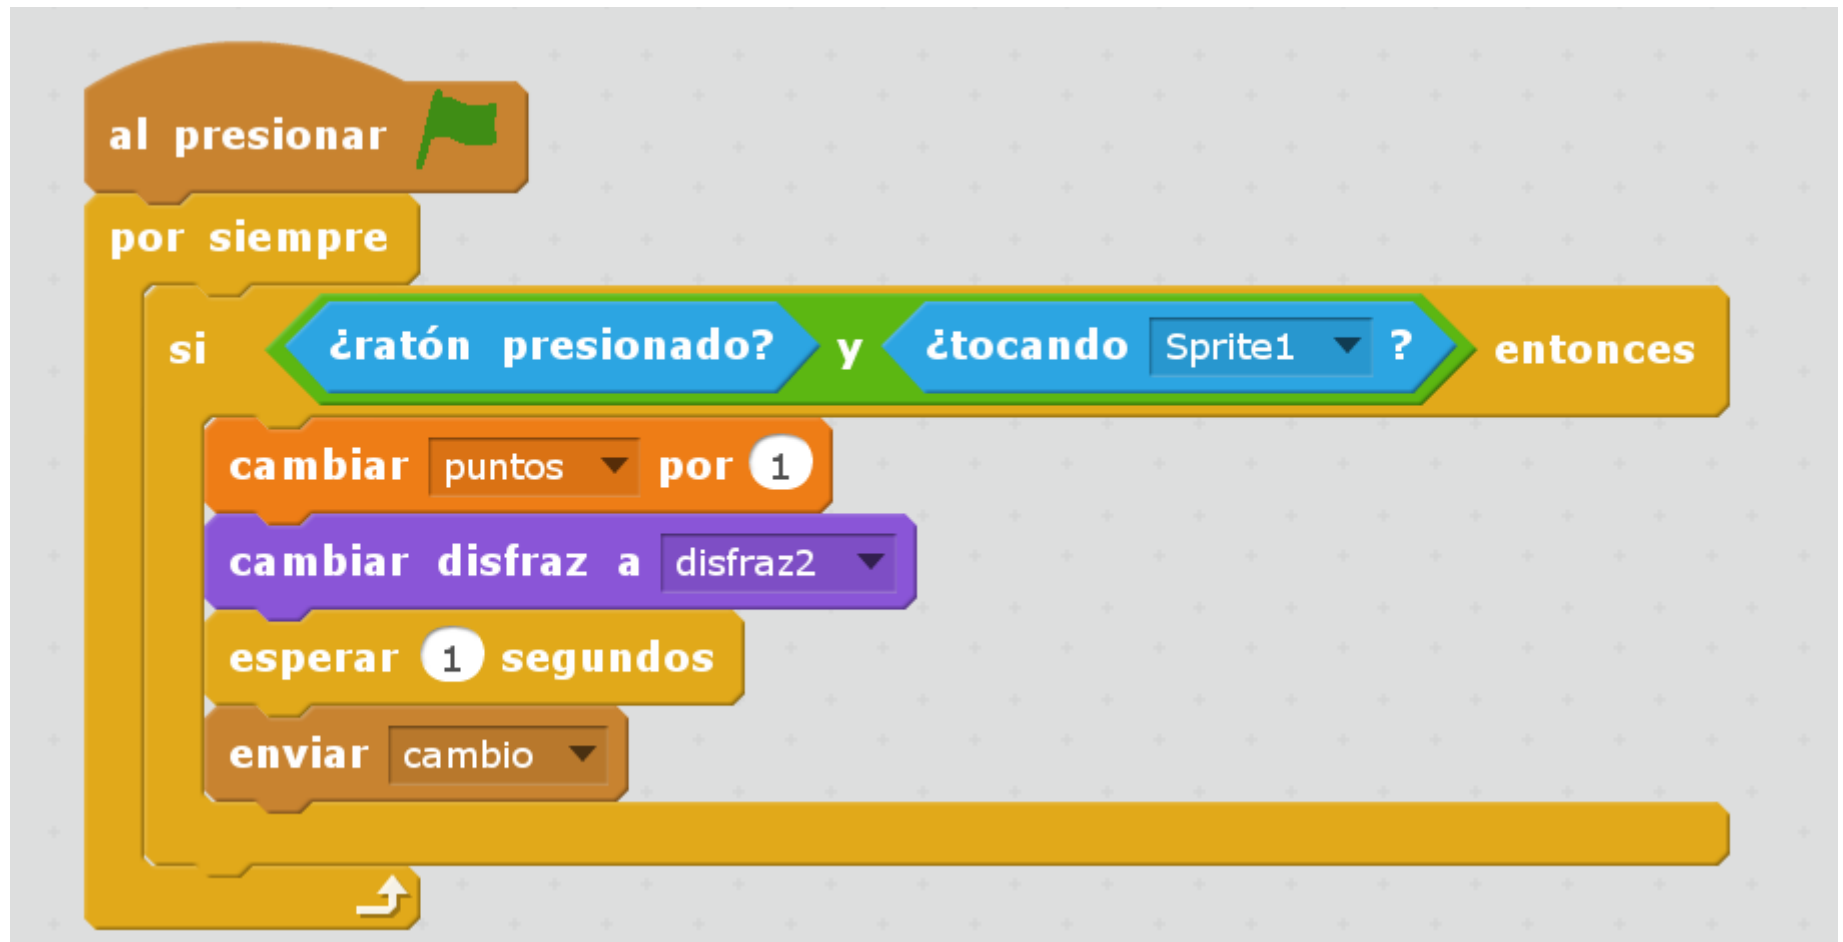 al presionar
por siempre
si ¿ratón presionado? y ¿tocando Sprite1 ? entonces
cambiar puntos por 1
cambiar disfraz a disfraz2
esperar 1 segundos
enviar cambio